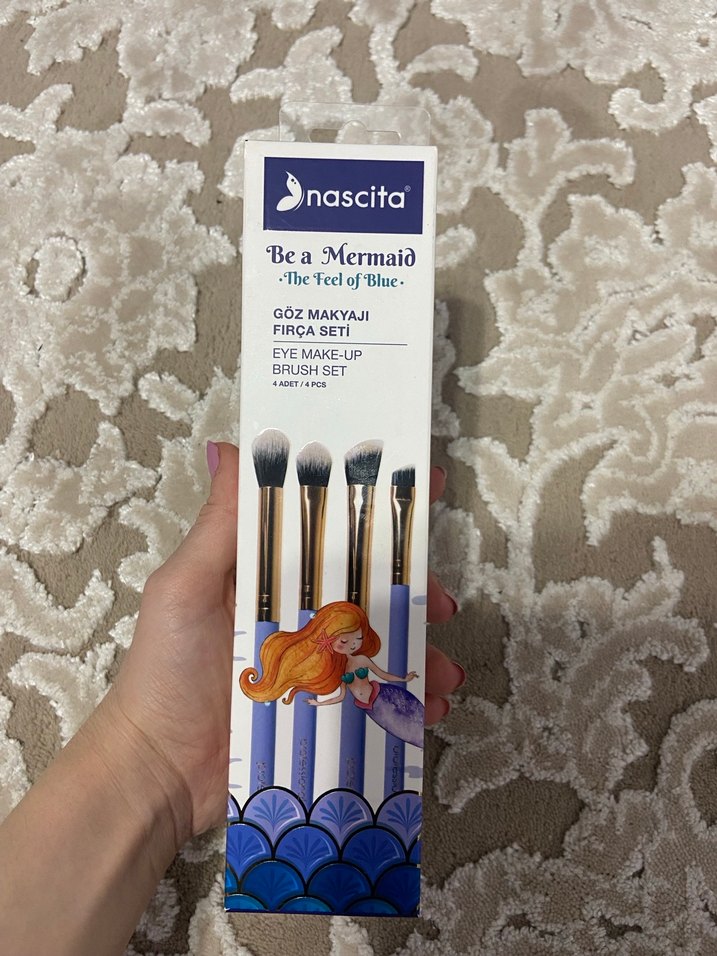 nascita®
Be a Mermaid
·The Feel of Blue·
GÖZ MAKYAJI
FIRÇA SETİ
EYE MAKE-UP
BRUSH SET
4 ADET / 4 PCS